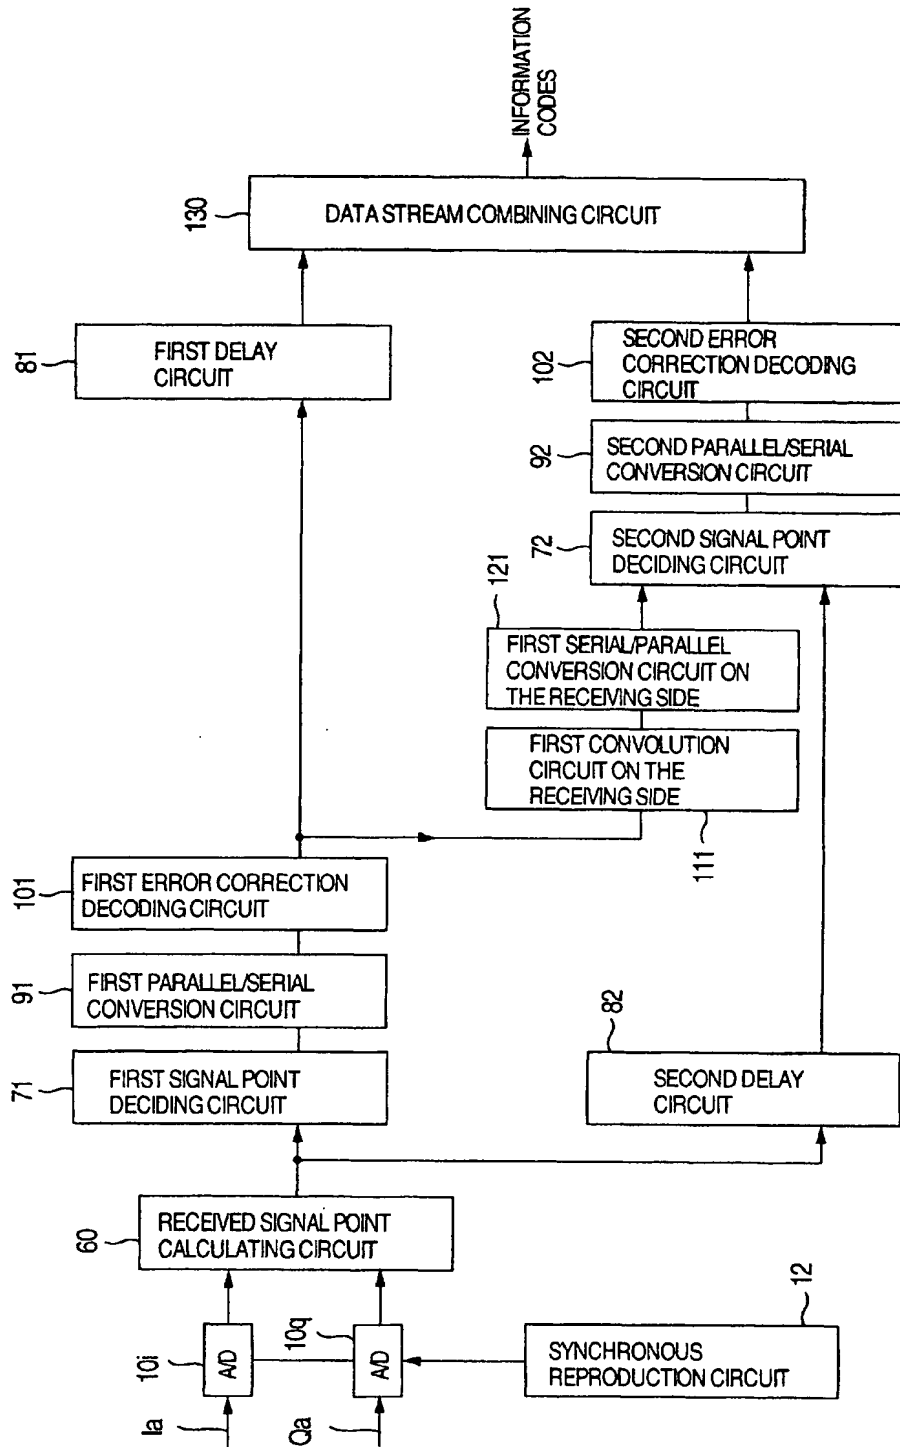 INFORMATION
CODES
130
DATA STREAM COMBINING CIRCUIT
81
FIRST DELAY
CIRCUIT
102
SECOND ERROR
CORRECTION DECODING
CIRCUIT
92
SECOND PARALLEL/SERIAL
CONVERSION CIRCUIT
72
SECOND SIGNAL POINT
DECIDING CIRCUIT
121
FIRST SERIAL/PARALLEL
CONVERSION CIRCUIT ON
THE RECEIVING SIDE
FIRST CONVOLUTION
CIRCUIT ON THE
RECEIVING SIDE
111
101
FIRST ERROR CORRECTION
DECODING CIRCUIT
91
FIRST PARALLEL/SERIAL
CONVERSION CIRCUIT
71
FIRST SIGNAL POINT
DECIDING CIRCUIT
82
SECOND DELAY
CIRCUIT
60
RECEIVED SIGNAL POINT
CALCULATING CIRCUIT
10i
A/D
10q
A/D
12
SYNCHRONOUS
REPRODUCTION CIRCUIT
Ia
Qa